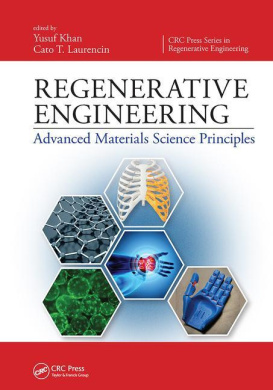 edited by
Yusuf Khan
Cato T. Laurencin
CRC Press Series in
Regenerative Engineering
REGENERATIVE
ENGINEERING
Advanced Materials Science Principles
CRC Press
Taylor & Francis Group